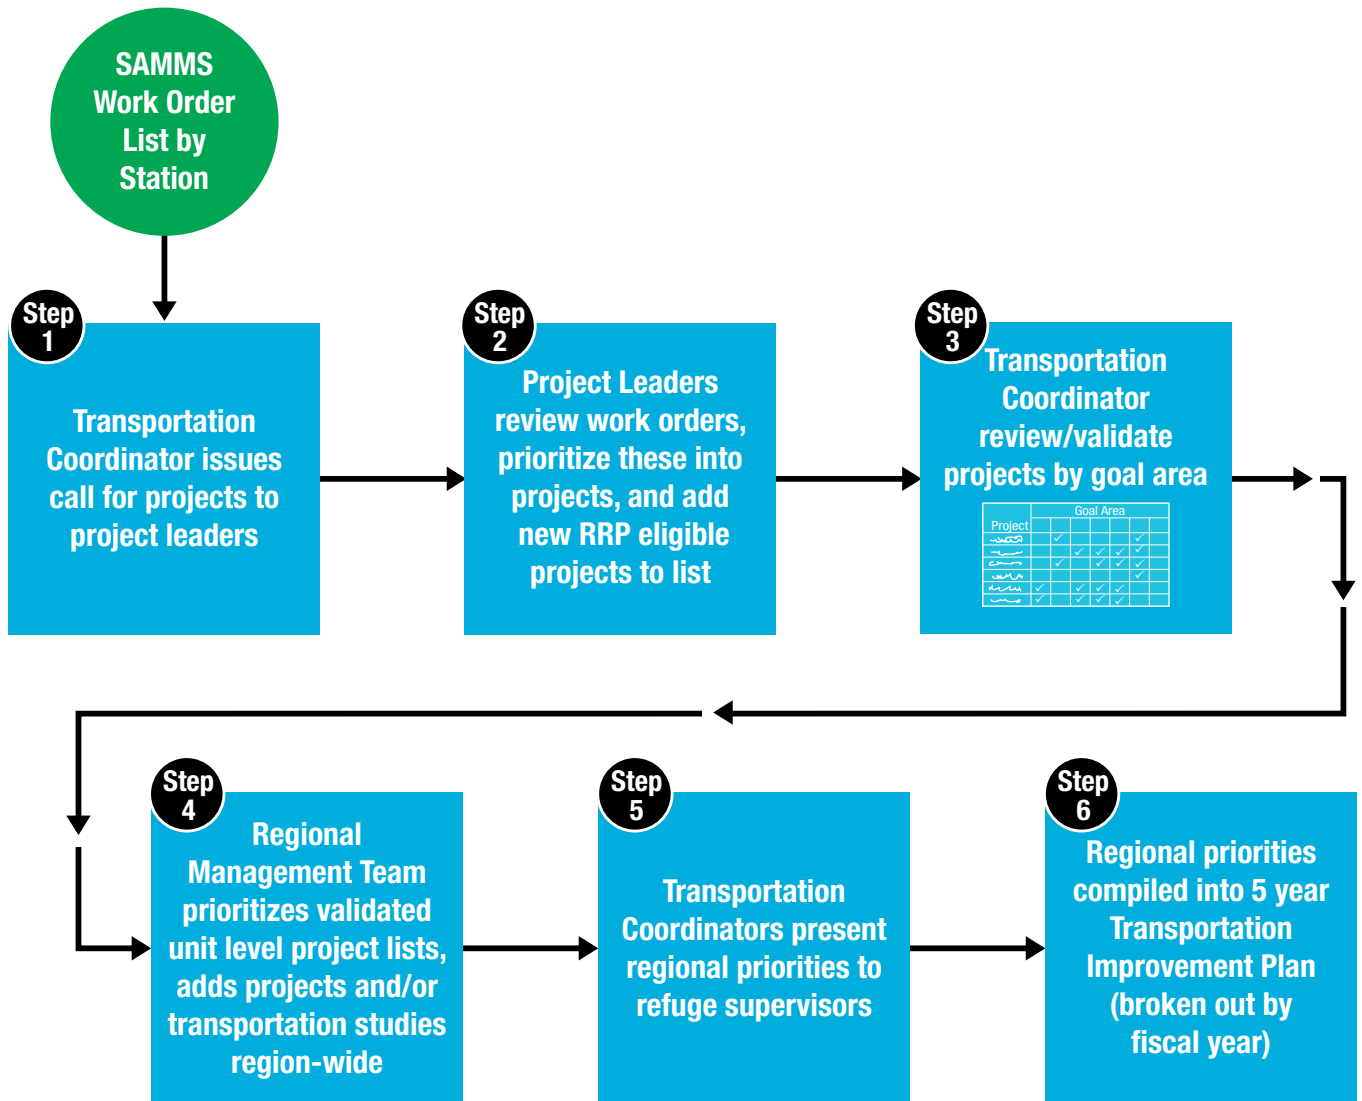 SAMMS
Work Order
List by
Station
Step
1
Transportation
Coordinator issues
call for projects to
project leaders
Step
2
Project Leaders
review work orders,
prioritize these into
projects, and add
new RRP eligible
projects to list
Step
3
Transportation
Coordinator
review/validate
projects by goal area
Goal Area
Project
Step
4
Regional
Management Team
prioritizes validated
unit level project lists,
adds projects and/or
transportation studies
region-wide
Step
5
Transportation
Coordinators present
regional priorities to
refuge supervisors
Step
6
Regional priorities
compiled into 5 year
Transportation
Improvement Plan
(broken out by
fiscal year)